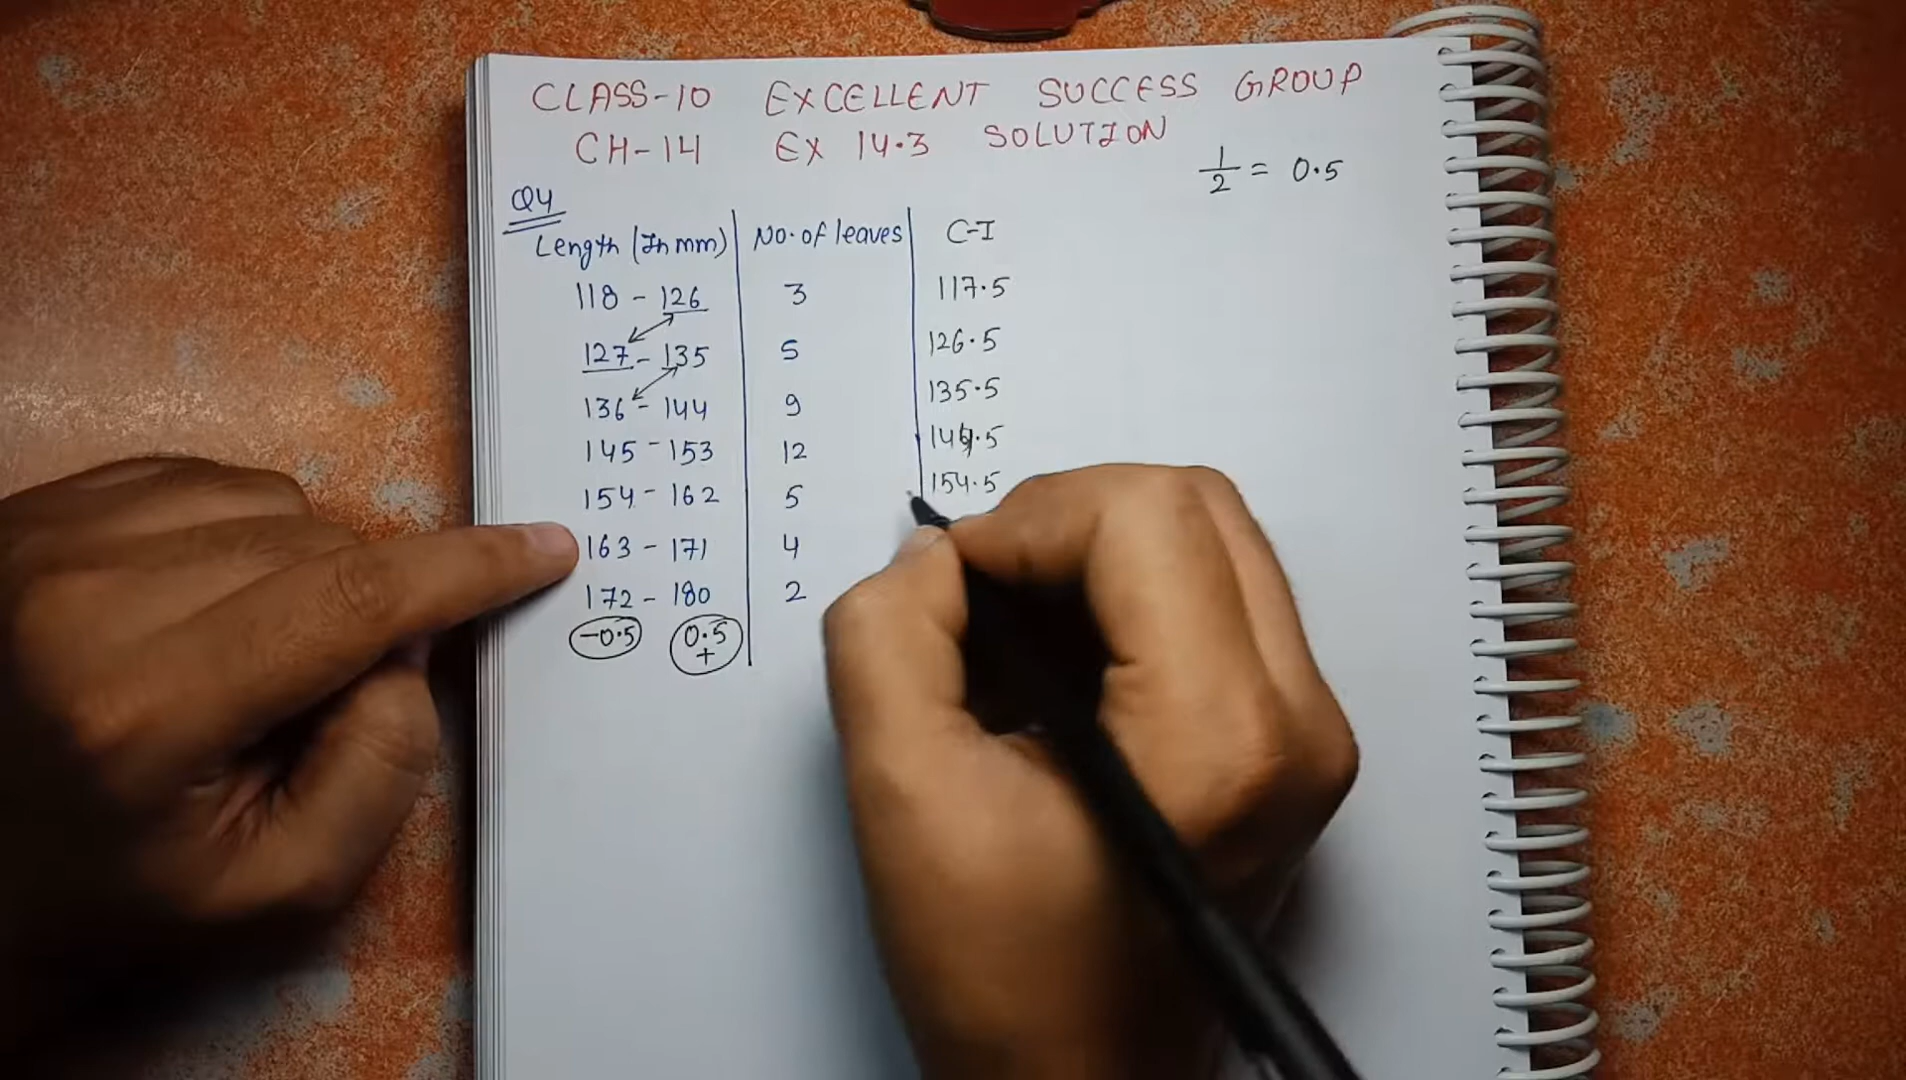 CLASS-10 EXCELLENT SUCCESS GROUP
CH-14 EX 14.3 SOLUTION
1/2 = 0.5
Q4
Length (In mm) No. of leaves C-I
118 - 126 3 117.5
127 - 135 5 126.5
136 - 144 9 135.5
145 - 153 12 144.5
154 - 162 5 154.5
163 - 171 4
172 - 180 2
-0.5 0.5
+